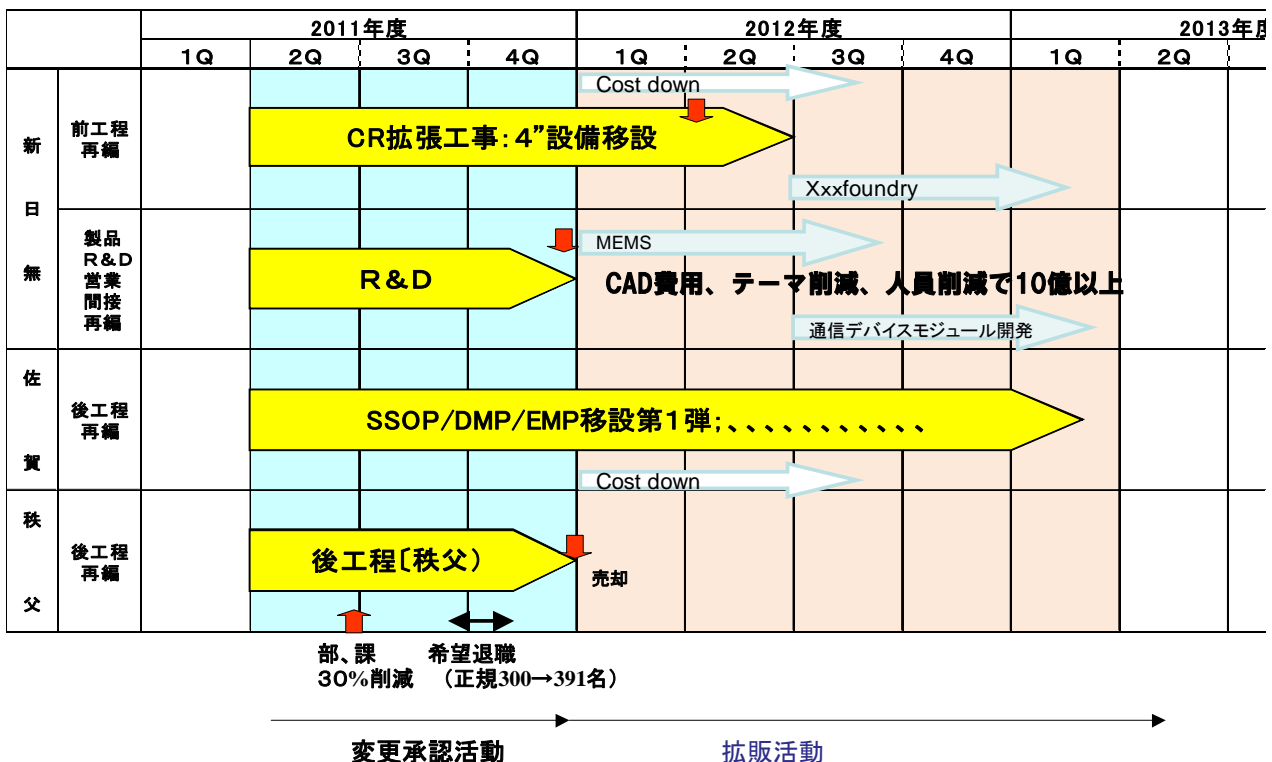 2011年度 2012年度 2013年度
1Q 2Q 3Q 4Q 1Q 2Q 3Q 4Q 1Q 2Q
新日無
前工程
再編
Cost down
CR拡張工事:4”設備移設
Xxxfoundry
製品
R&D
営業
間接
再編
MEMS
R&D
CAD費用、テーマ削減、人員削減で10億以上
通信デバイスモジュール開発
佐賀
後工程
再編
SSOP/DMP/EMP移設第1弾;、、、、、、、、、、、
Cost down
秩父
後工程
再編
後工程〔秩父）
売却
部、課
30%削減
希望退職
（正規300→391名）
変更承認活動
拡販活動